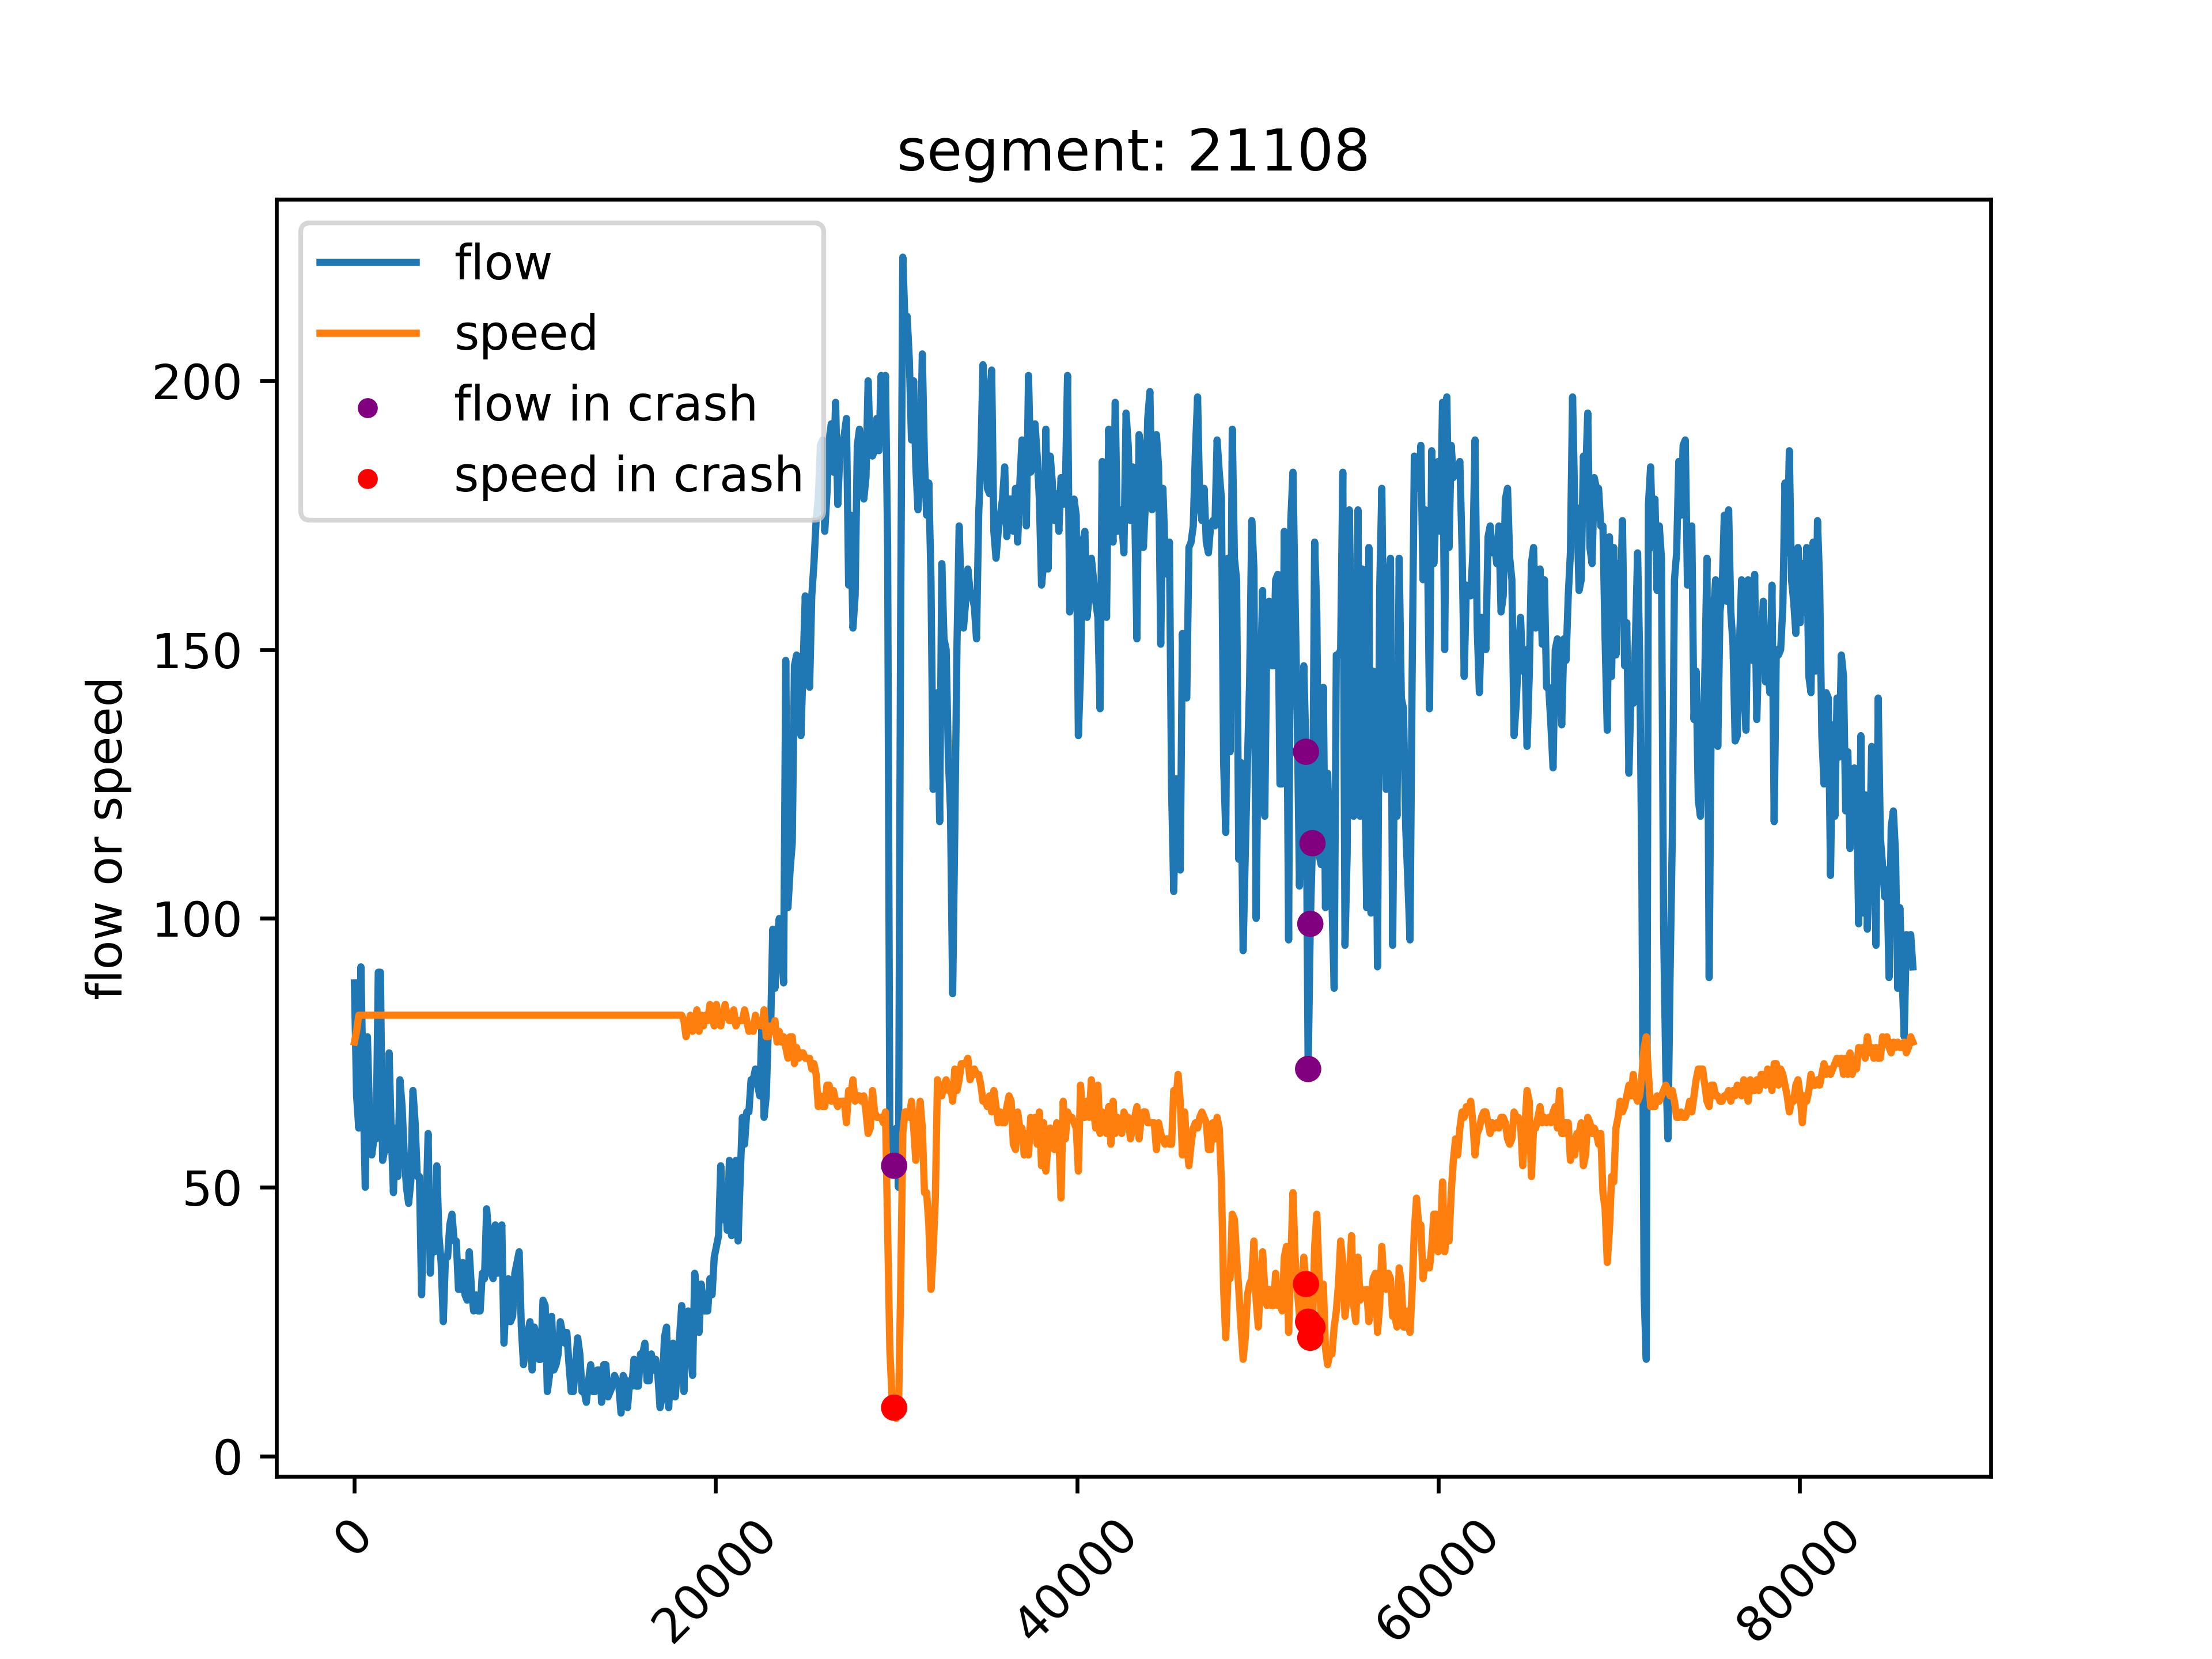 segment: 21108
flow
speed
flow in crash
speed in crash
flow or speed
200
150
100
50
0
0
20000
40000
60000
80000